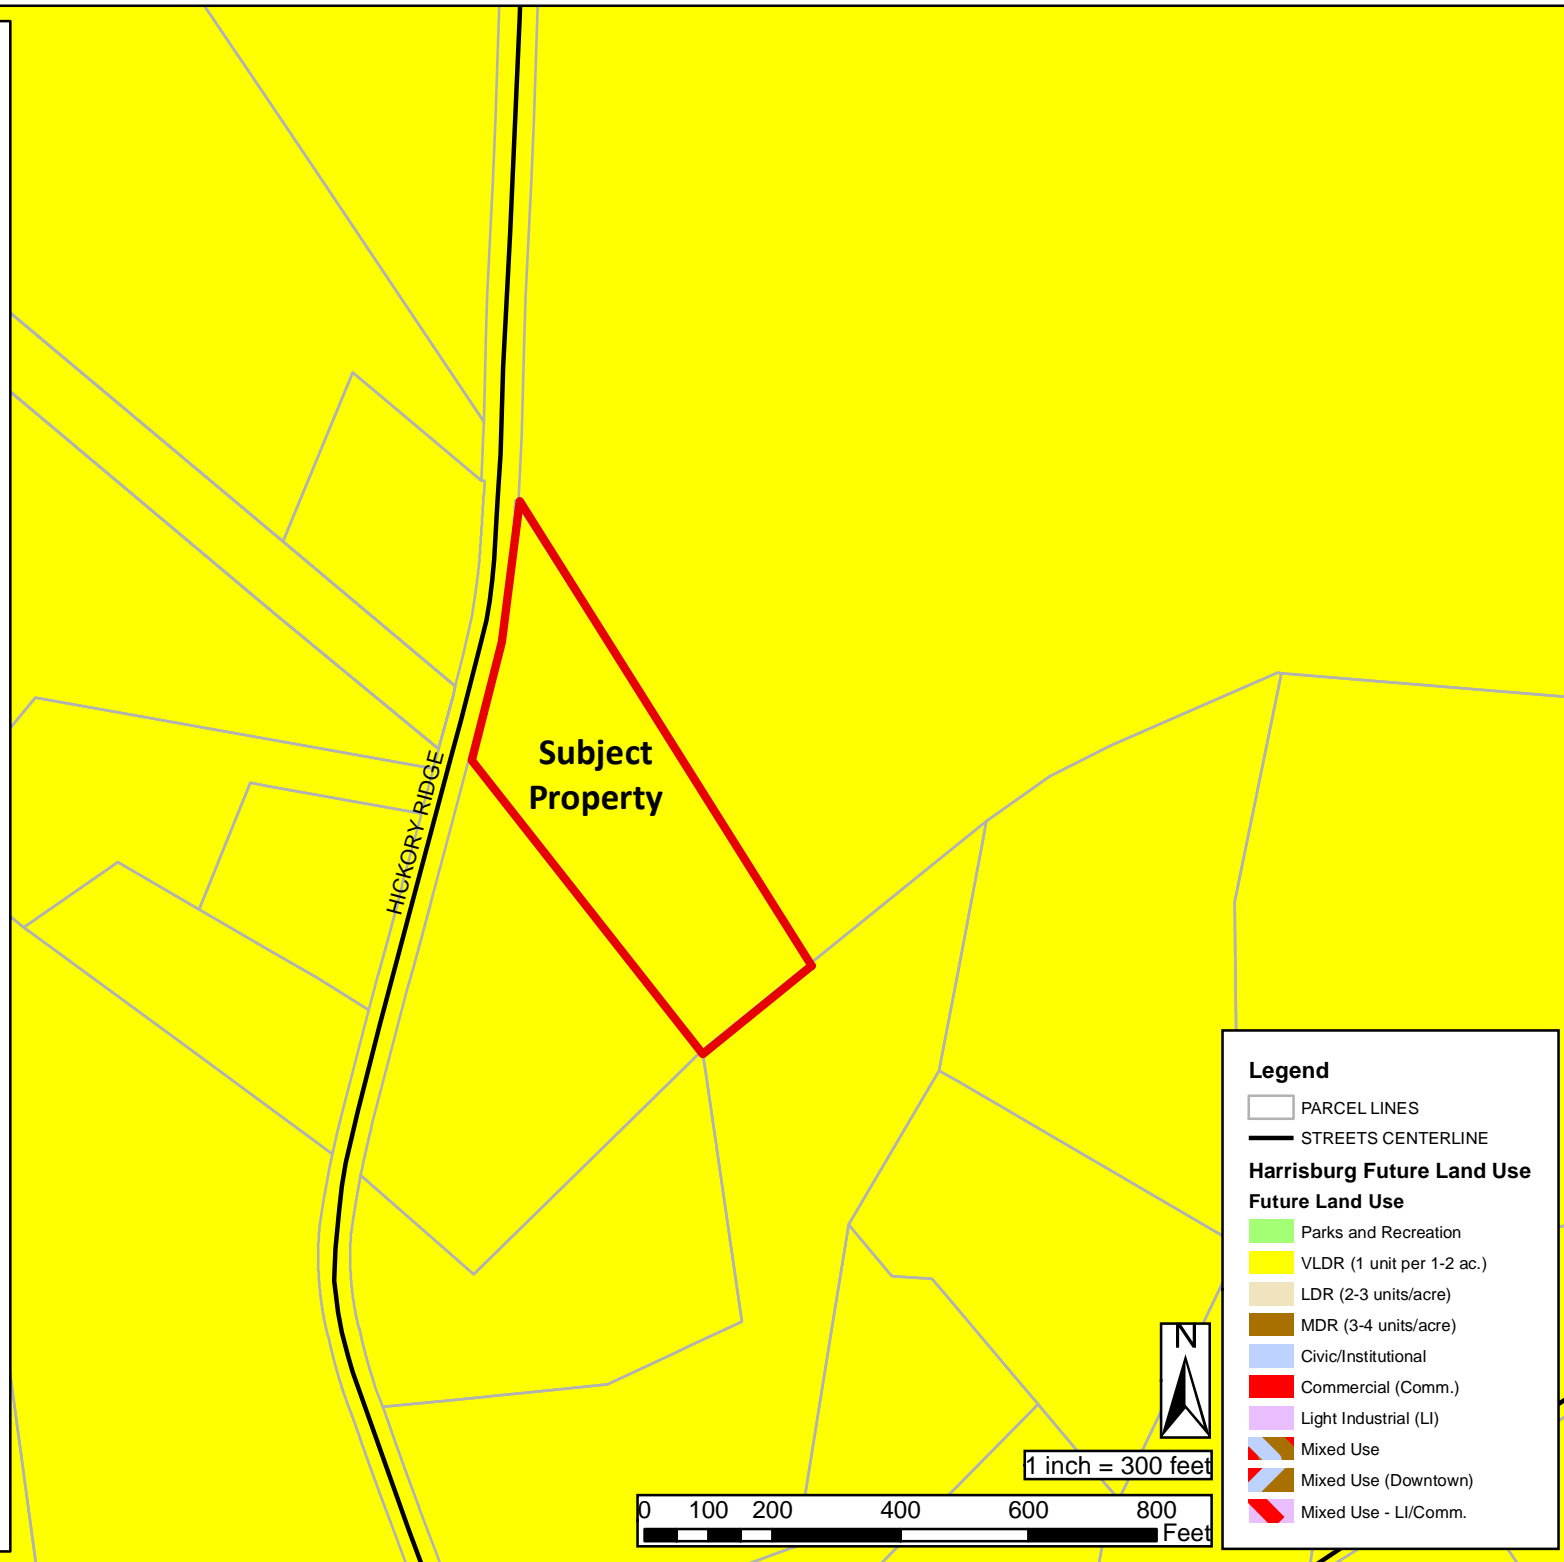 Subject
Property
HICKORY RIDGE
Legend
PARCEL LINES
STREETS CENTERLINE
Harrisburg Future Land Use
Future Land Use
Parks and Recreation
VLDR (1 unit per 1-2 ac.)
LDR (2-3 units/acre)
MDR (3-4 units/acre)
Civic/Institutional
Commercial (Comm.)
Light Industrial (LI)
Mixed Use
Mixed Use (Downtown)
Mixed Use - LI/Comm.
N
1 inch = 300 feet
0 100 200 400 600 800
Feet